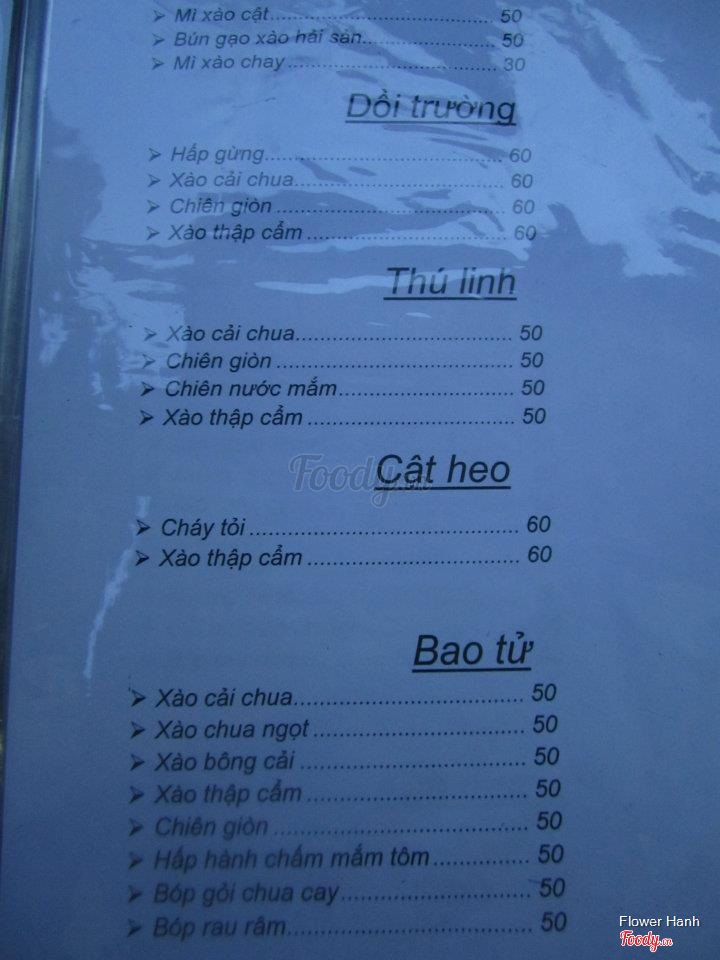 Mì xào cật 50
Bún gạo xào hải sản 50
Mì xào chay 30
Dồi trường
Hấp gừng 60
Xào cải chua 60
Chiên giòn 60
Xào thập cẩm 60
Thú linh
Xào cải chua 50
Chiên giòn 50
Chiên nước mắm 50
Xào thập cẩm 50
Cật heo
Cháy tỏi 60
Xào thập cẩm 60
Bao tử
Xào cải chua 50
Xào chua ngọt 50
Xào bông cải 50
Xào thập cẩm 50
Chiên giòn 50
Hấp hành chấm mắm tôm 50
Bóp gỏi chua cay 50
Bóp rau râm 50
Foody.vn
Flower Hanh
Foody.vn